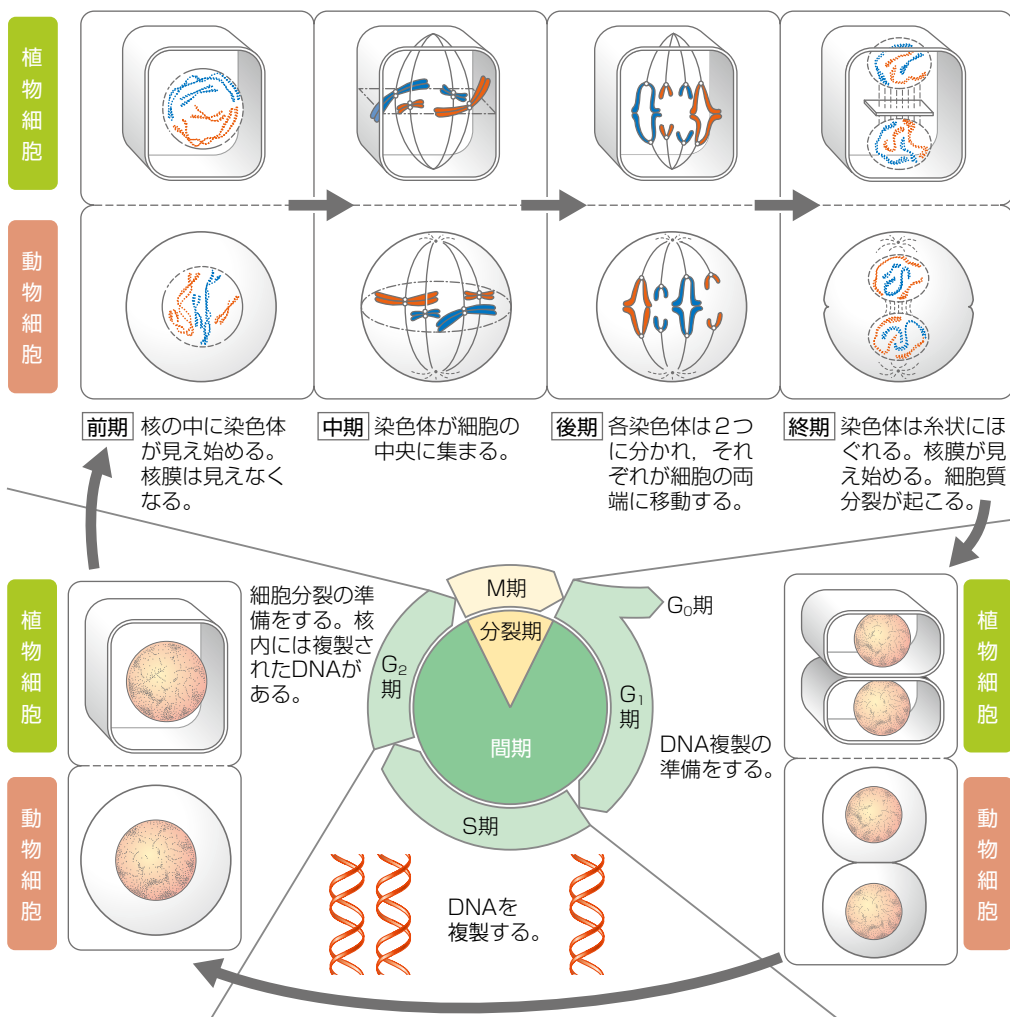 植物細胞
動物細胞
前期 核の中に染色体
が見え始める。
核膜は見えなく
なる。
中期 染色体が細胞の
中央に集まる。
後期 各染色体は２つ
に分かれ，それ
ぞれが細胞の両
端に移動する。
終期 染色体は糸状にほ
ぐれる。核膜が見
え始める。細胞質
分裂が起こる。
植物細胞
動物細胞
細胞分裂の準
備をする。核
内には複製さ
れたDNAが
ある。
M期
分裂期
G₀期
G₂
期
G₁
期
間期
S期
DNA複製の
準備をする。
DNAを
複製する。
植物細胞
動物細胞